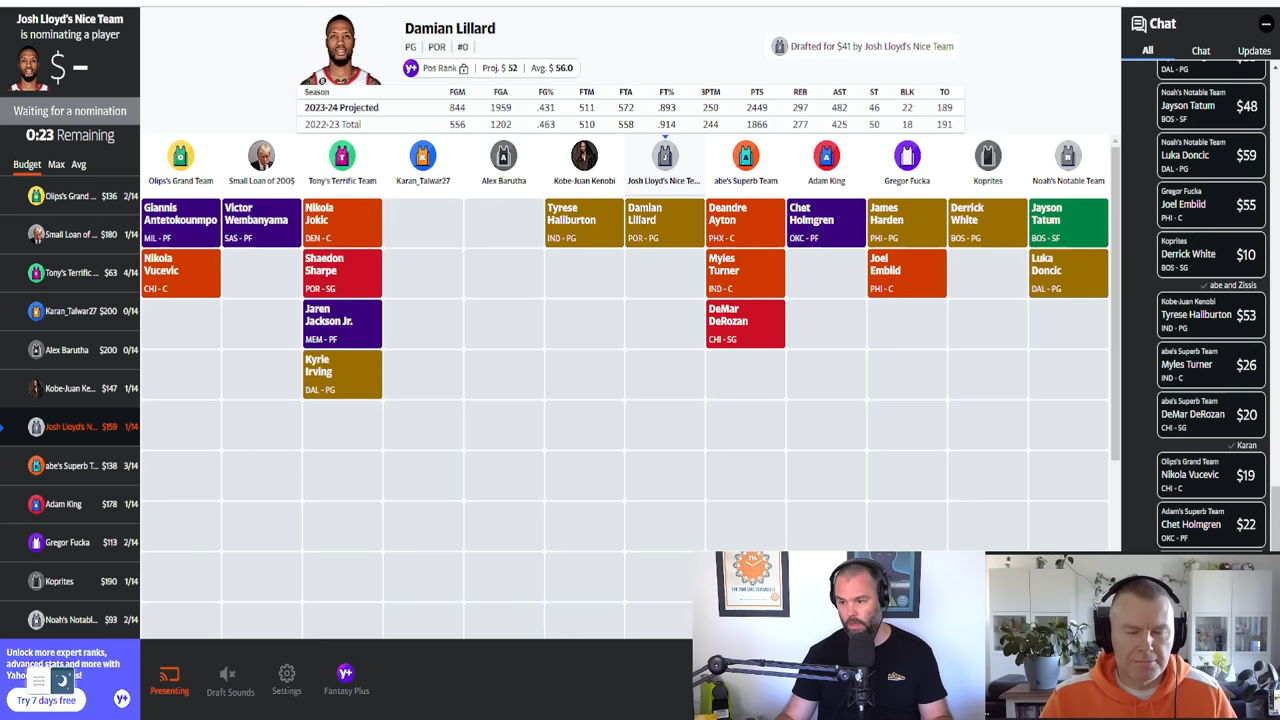 Josh Lloyd's Nice Team
is nominating a player
$ –
Waiting for a nomination
0:23 Remaining
Budget Max Avg
Olips's Grand ... $136 2/14
Small Loan of ... $180 1/14
Tony's Terrific ... $63 4/14
Karan_Talwar27 $200 0/14
Alex Barutha $200 0/14
Kobe-Juan Ke... $147 1/14
Josh Lloyd's N... $159 1/14
abe's Superb T... $138 3/14
Adam King $178 1/14
Gregor Fucka $113 2/14
Koprites $190 1/14
Noah's Notabl... $93 2/14
Unlock more expert ranks,
advanced stats and more with
Try 7 days free
y+
Damian Lillard
PG POR #0
y+ Pos Rank Proj. $ 52 Avg. $ 56.0
Drafted for $41 by Josh Lloyd's Nice Team
Season FGM FGA FG% FTM FTA FT% 3PTM PTS REB AST ST BLK TO
2023-24 Projected 844 1959 .431 511 572 .893 250 2449 297 482 46 22 189
2022-23 Total 556 1202 .463 510 558 .914 244 1866 277 425 50 18 191
Olips's Grand Team Small Loan of 200$ Tony's Terrific Team Karan_Talwar27 Alex Barutha Kobe-Juan Kenobi Josh Lloyd's Nice Te... abe's Superb Team Adam King Gregor Fucka Koprites Noah's Notable Team
Giannis
Antetokounmpo
MIL - PF
Victor
Wembanyama
SAS - PF
Nikola
Jokic
DEN - C
Tyrese
Haliburton
IND - PG
Damian
Lillard
POR - PG
Deandre
Ayton
PHX - C
Chet
Holmgren
OKC - PF
James
Harden
PHI - PG
Derrick
White
BOS - PG
Jayson
Tatum
BOS - SF
Nikola
Vucevic
CHI - C
Shaedon
Sharpe
POR - SG
Myles
Turner
IND - C
Joel
Embiid
PHI - C
Luka
Doncic
DAL - PG
Jaren
Jackson Jr.
MEM - PF
DeMar
DeRozan
CHI - SG
Kyrie
Irving
DAL - PG
Presenting
Draft Sounds
Settings
y+
Fantasy Plus
Chat
All Chat Updates
DAL - PG
Noah's Notable Team
Jayson Tatum $48
BOS - SF
Noah's Notable Team
Luka Doncic $59
DAL - PG
Gregor Fucka
Joel Embiid $55
PHI - C
Koprites
Derrick White $10
BOS - SG
abe and Zissis
Kobe-Juan Kenobi
Tyrese Haliburton $53
IND - PG
abe's Superb Team
Myles Turner $26
IND - C
abe's Superb Team
DeMar DeRozan $20
CHI - SG
Karan
Olips's Grand Team
Nikola Vucevic $19
CHI - C
Adam's Superb Team
Chet Holmgren $22
OKC - PF